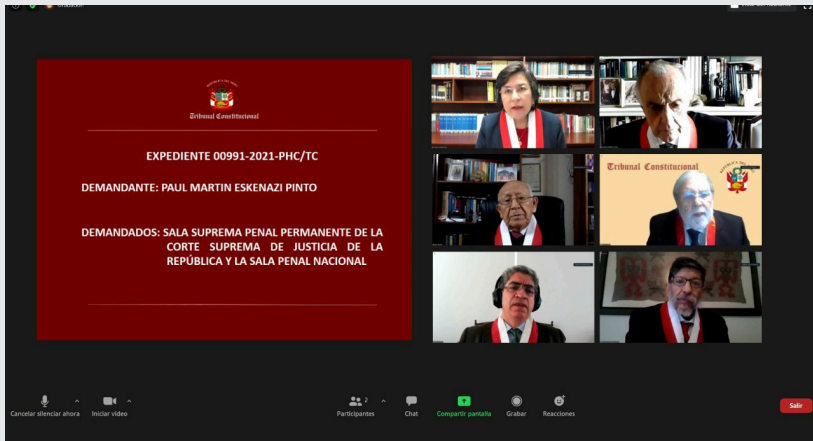 Grabación
Tribunal Constitucional
EXPEDIENTE 00991-2021-PHC/TC
DEMANDANTE: PAUL MARTIN ESKENAZI PINTO
DEMANDADOS: SALA SUPREMA PENAL PERMANENTE DE LA
CORTE SUPREMA DE JUSTICIA DE LA
REPÚBLICA Y LA SALA PENAL NACIONAL
Tribunal Constitucional
Cancelar silenciar ahora
Iniciar video
Participantes
2
Chat
Compartir pantalla
Grabar
Reacciones
Salir